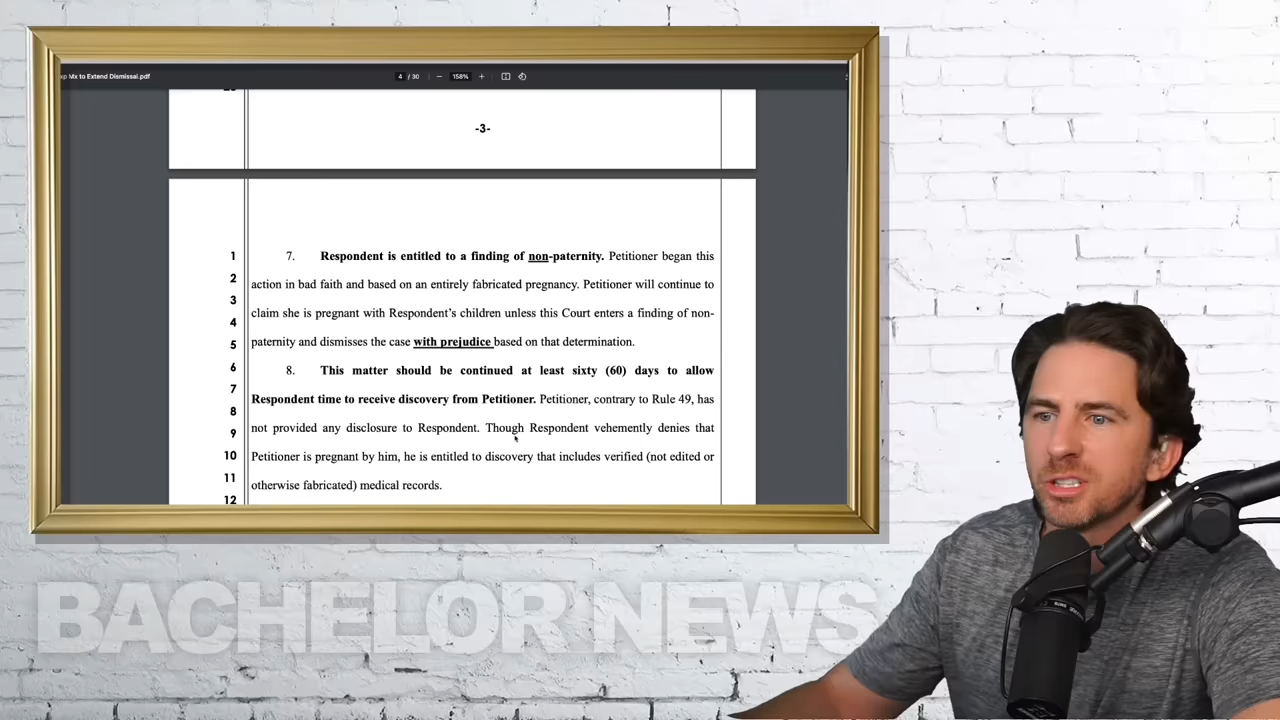 Mx to Extend Dismissal.pdf
4 / 30 — 158% +
-3-
1 7. Respondent is entitled to a finding of non-paternity. Petitioner began this
2 action in bad faith and based on an entirely fabricated pregnancy. Petitioner will continue to
3 claim she is pregnant with Respondent’s children unless this Court enters a finding of non-
4
5 paternity and dismisses the case with prejudice based on that determination.
6 8. This matter should be continued at least sixty (60) days to allow
7
8 Respondent time to receive discovery from Petitioner. Petitioner, contrary to Rule 49, has
9 not provided any disclosure to Respondent. Though Respondent vehemently denies that
10 Petitioner is pregnant by him, he is entitled to discovery that includes verified (not edited or
11 otherwise fabricated) medical records.
12
BACHELOR NEWS